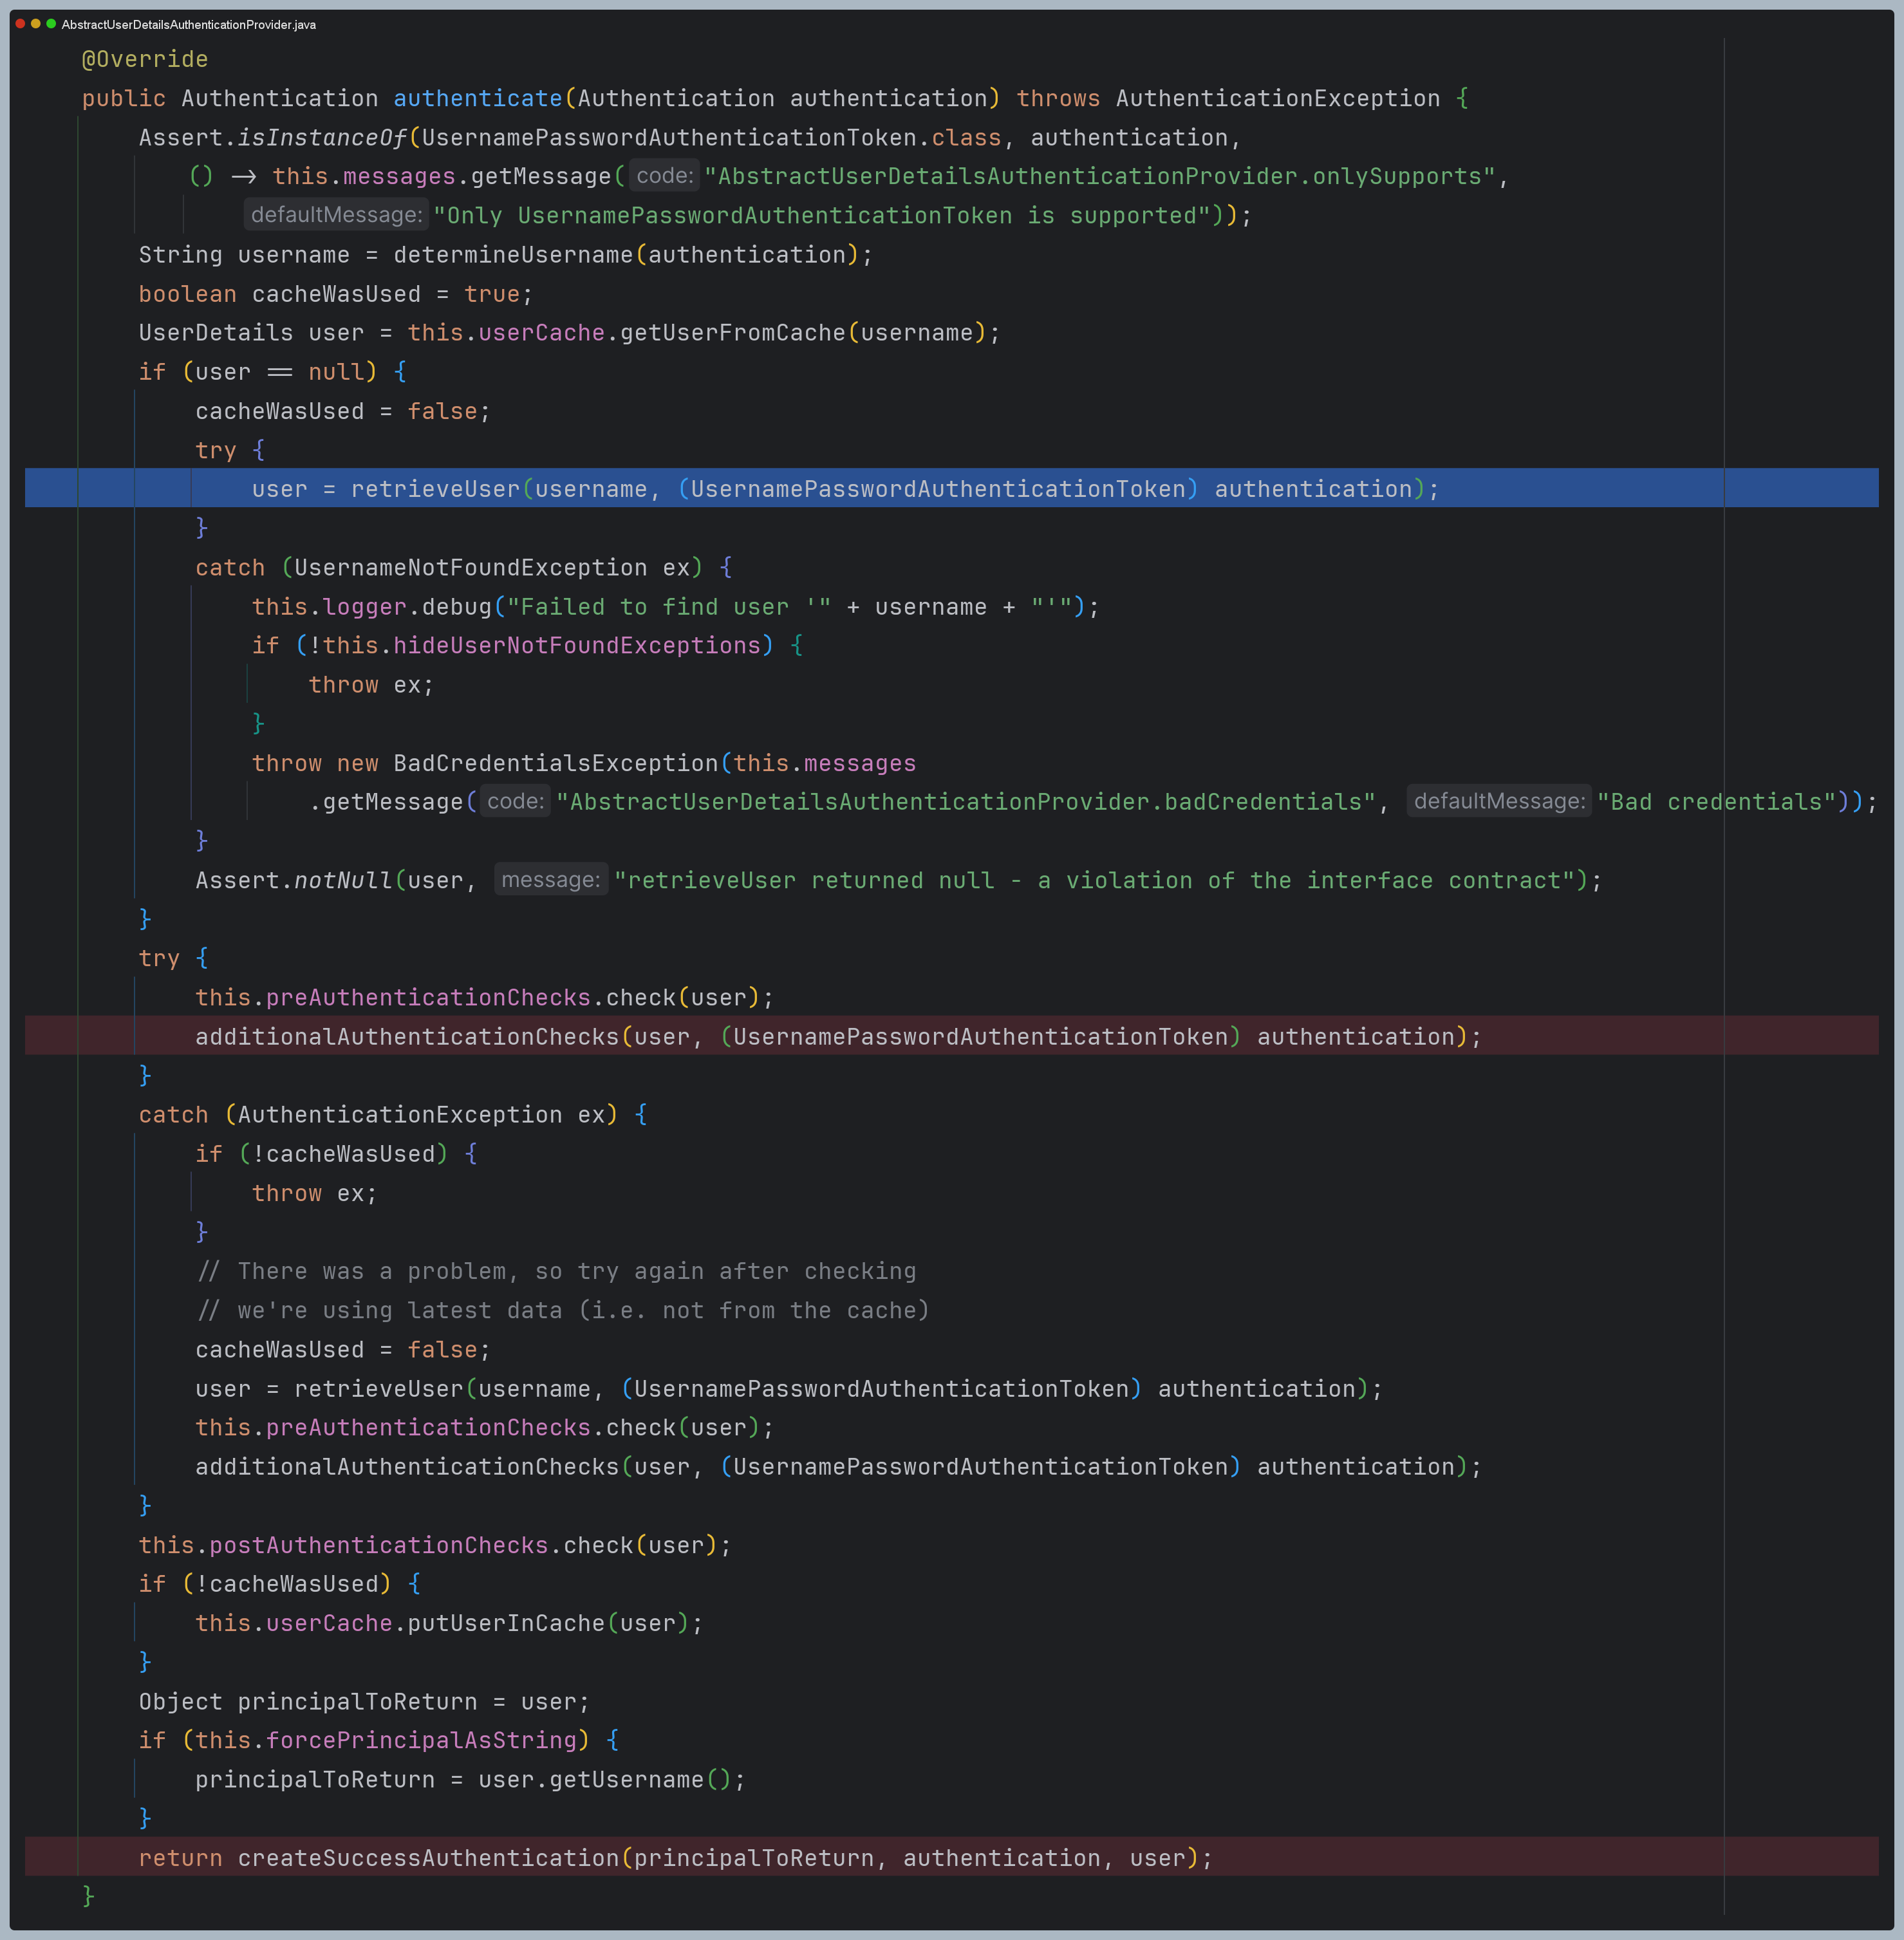 AbstractUserDetailsAuthenticationProvider.java
@Override
public Authentication authenticate(Authentication authentication) throws AuthenticationException {
Assert.isInstanceOf(UsernamePasswordAuthenticationToken.class, authentication,
() -> this.messages.getMessage( code: "AbstractUserDetailsAuthenticationProvider.onlySupports",
defaultMessage: "Only UsernamePasswordAuthenticationToken is supported"));
String username = determineUsername(authentication);
boolean cacheWasUsed = true;
UserDetails user = this.userCache.getUserFromCache(username);
if (user == null) {
cacheWasUsed = false;
try {
user = retrieveUser(username, (UsernamePasswordAuthenticationToken) authentication);
}
catch (UsernameNotFoundException ex) {
this.logger.debug("Failed to find user '" + username + "'");
if (!this.hideUserNotFoundExceptions) {
throw ex;
}
throw new BadCredentialsException(this.messages
.getMessage( code: "AbstractUserDetailsAuthenticationProvider.badCredentials", defaultMessage: "Bad credentials"));
}
Assert.notNull(user, message: "retrieveUser returned null - a violation of the interface contract");
}
try {
this.preAuthenticationChecks.check(user);
additionalAuthenticationChecks(user, (UsernamePasswordAuthenticationToken) authentication);
}
catch (AuthenticationException ex) {
if (!cacheWasUsed) {
throw ex;
}
// There was a problem, so try again after checking
// we're using latest data (i.e. not from the cache)
cacheWasUsed = false;
user = retrieveUser(username, (UsernamePasswordAuthenticationToken) authentication);
this.preAuthenticationChecks.check(user);
additionalAuthenticationChecks(user, (UsernamePasswordAuthenticationToken) authentication);
}
this.postAuthenticationChecks.check(user);
if (!cacheWasUsed) {
this.userCache.putUserInCache(user);
}
Object principalToReturn = user;
if (this.forcePrincipalAsString) {
principalToReturn = user.getUsername();
}
return createSuccessAuthentication(principalToReturn, authentication, user);
}